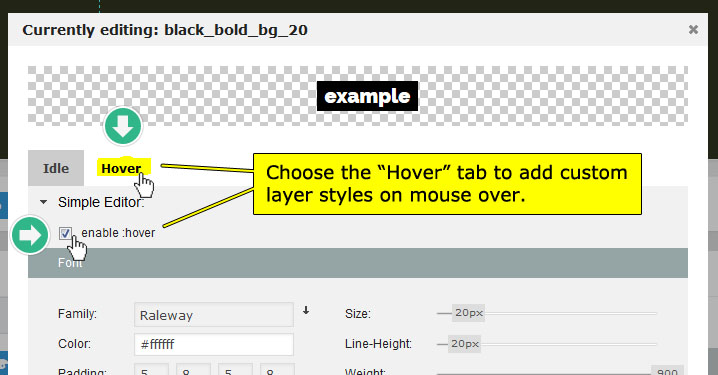 Currently editing: black_bold_bg_20
example
Idle
Hover
Choose the “Hover” tab to add custom
layer styles on mouse over.
Simple Editor:
enable :hover
Font
Family:
Raleway
Size:
20px
Color:
#ffffff
Line-Height:
20px
Padding:
5
8
5
8
Weight:
900